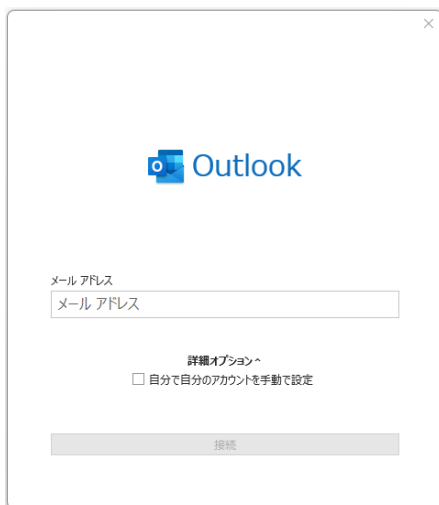 Outlook
メール アドレス
メール アドレス
詳細オプション
自分で自分のアカウントを手動で設定
接続